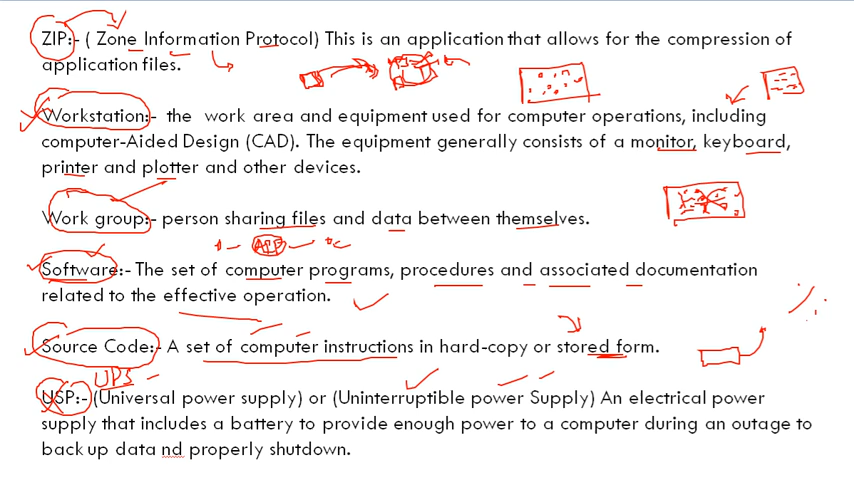 ZIP:- ( Zone Information Protocol) This is an application that allows for the compression of
application files.
Workstation:- the work area and equipment used for computer operations, including
computer-Aided Design (CAD). The equipment generally consists of a monitor, keyboard,
printer and plotter and other devices.
Work group:- person sharing files and data between themselves.
Software:- The set of computer programs, procedures and associated documentation
related to the effective operation.
Source Code:- A set of computer instructions in hard-copy or stored form.
UPS
USP:- (Universal power supply) or (Uninterruptible power Supply) An electrical power
supply that includes a battery to provide enough power to a computer during an outage to
back up data nd properly shutdown.